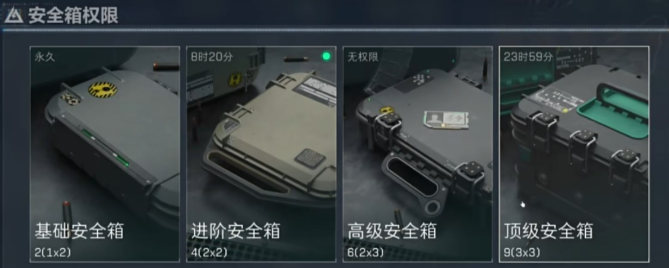 安全箱权限
永久
基础安全箱
2(1x2)
8时20分
进阶安全箱
4(2x2)
无权限
高级安全箱
6(2x3)
23时59分
顶级安全箱
9(3x3)